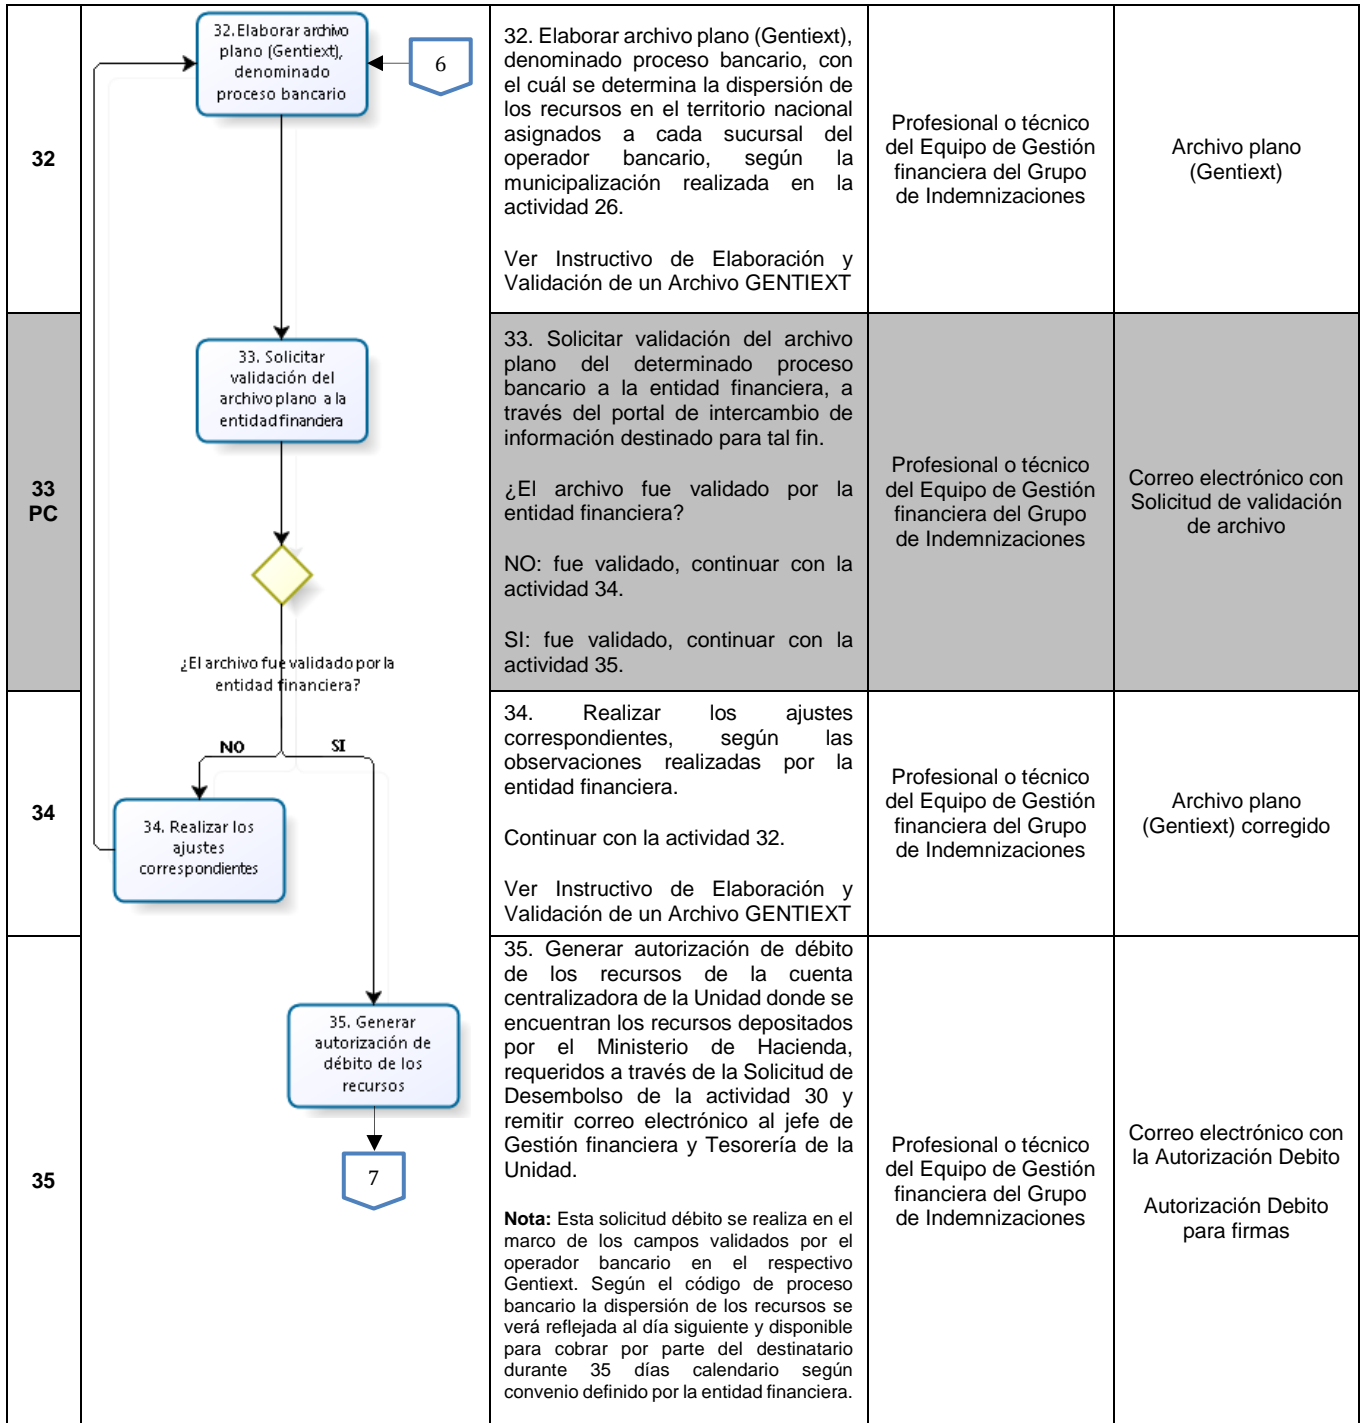 32
32.Elaborar archivo
plano (Gentiext),
denominado
proceso bancario
6
32. Elaborar archivo plano (Gentiext),
denominado proceso bancario, con
el cuál se determina la dispersión de
los recursos en el territorio nacional
asignados a cada sucursal del
operador bancario, según la
municipalización realizada en la
actividad 26.
Ver Instructivo de Elaboración y
Validación de un Archivo GENTIEXT
Profesional o técnico
del Equipo de Gestión
financiera del Grupo
de Indemnizaciones
Archivo plano
(Gentiext)
33
PC
33. Solicitar
validación del
archivo plano a la
entidad financiera
¿El archivo fue validado por la
entidad financiera?
33. Solicitar validación del archivo
plano del determinado proceso
bancario a la entidad financiera, a
través del portal de intercambio de
información destinado para tal fin.
¿El archivo fue validado por la
entidad financiera?
NO: fue validado, continuar con la
actividad 34.
SI: fue validado, continuar con la
actividad 35.
Profesional o técnico
del Equipo de Gestión
financiera del Grupo
de Indemnizaciones
Correo electrónico con
Solicitud de validación
de archivo
34
NO
SI
34. Realizar los
ajustes
correspondientes
34. Realizar los ajustes
correspondientes, según las
observaciones realizadas por la
entidad financiera.
Continuar con la actividad 32.
Ver Instructivo de Elaboración y
Validación de un Archivo GENTIEXT
Profesional o técnico
del Equipo de Gestión
financiera del Grupo
de Indemnizaciones
Archivo plano
(Gentiext) corregido
35
35. Generar
autorización de
débito de los
recursos
7
35. Generar autorización de débito
de los recursos de la cuenta
centralizadora de la Unidad donde se
encuentran los recursos depositados
por el Ministerio de Hacienda,
requeridos a través de la Solicitud de
Desembolso de la actividad 30 y
remitir correo electrónico al jefe de
Gestión financiera y Tesorería de la
Unidad.
Nota: Esta solicitud débito se realiza en el
marco de los campos validados por el
operador bancario en el respectivo
Gentiext. Según el código de proceso
bancario la dispersión de los recursos se
verá reflejada al día siguiente y disponible
para cobrar por parte del destinatario
durante 35 días calendario según
convenio definido por la entidad financiera.
Profesional o técnico
del Equipo de Gestión
financiera del Grupo
de Indemnizaciones
Correo electrónico con
la Autorización Debito
Autorización Debito
para firmas